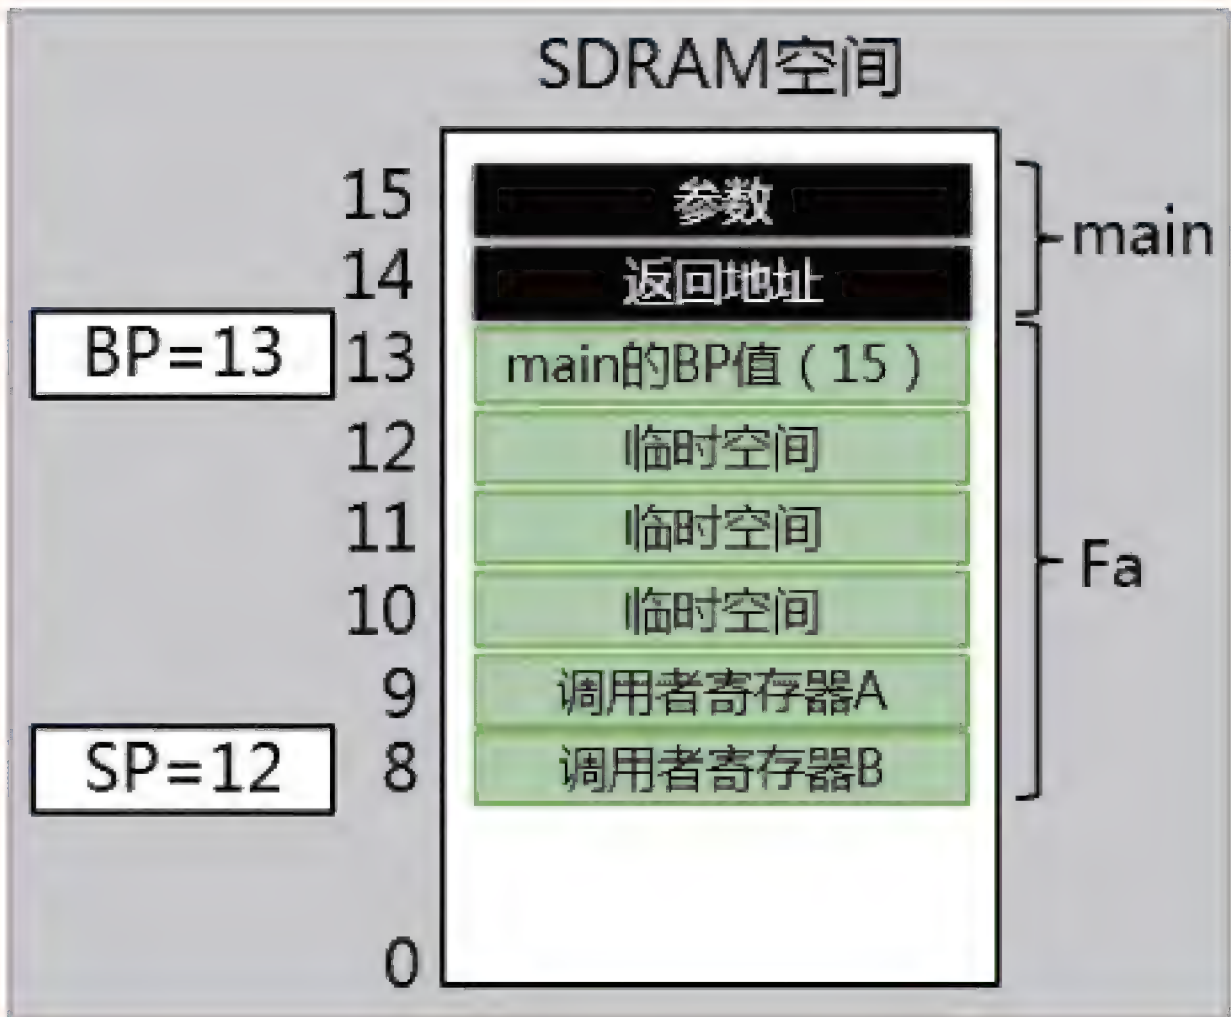 SDRAM空间
15 参数
14 返回地址
main
BP=13 13 main的BP值（15）
12 临时空间
11 临时空间
10 临时空间
Fa
9 调用者寄存器A
SP=12 8 调用者寄存器B
0